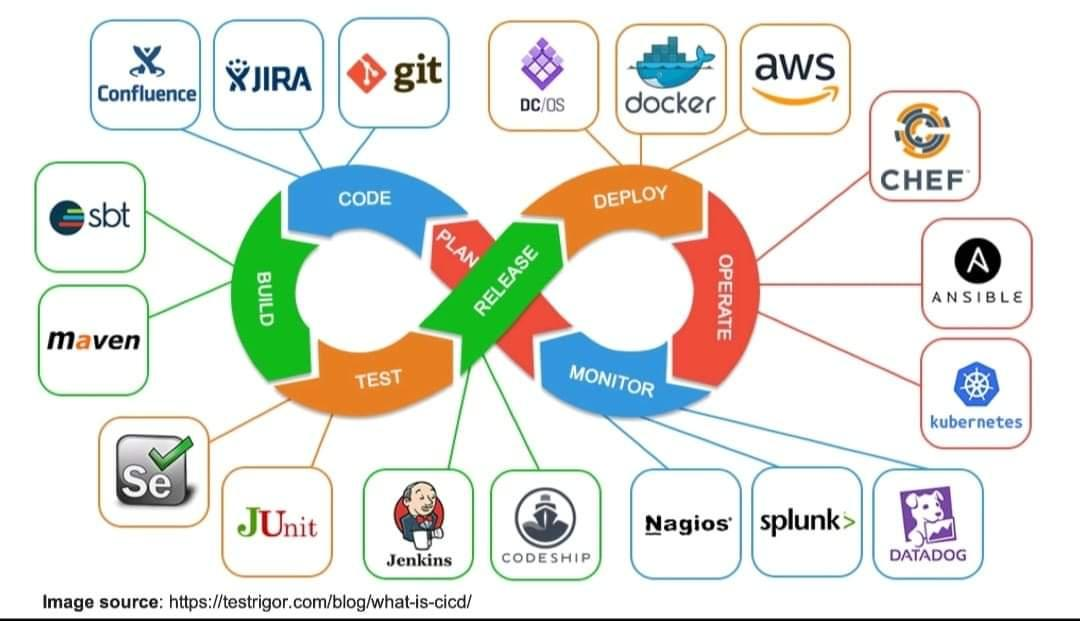 Confluence
JIRA
git
DC/OS
docker
aws
CHEF
sbt
CODE
DEPLOY
PLAN
RELEASE
BUILD
OPERATE
ANSIBLE
maven
TEST
MONITOR
kubernetes
Se
JUnit
Jenkins
CODESHIP
Nagios®
splunk>
DATADOG
Image source: https://testrigor.com/blog/what-is-cicd/